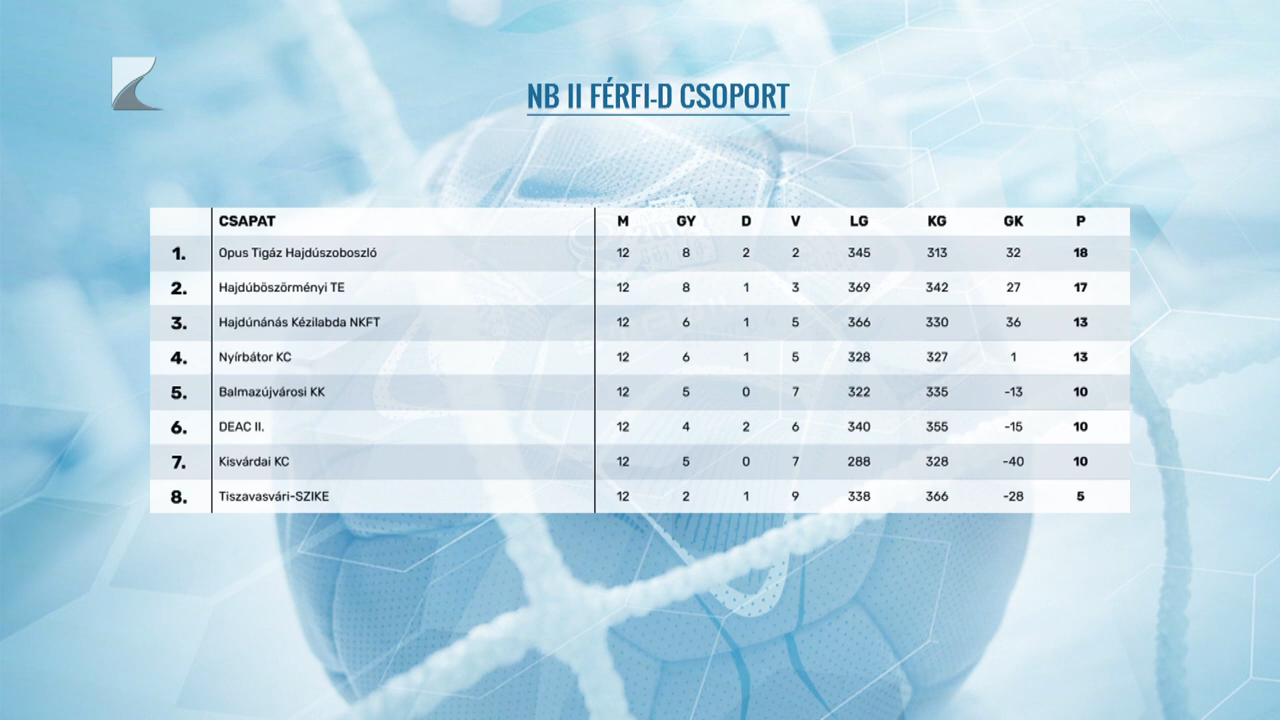 NB II FÉRFI-D CSOPORT
CSAPAT M GY D V LG KG GK P
1. Opus Tigáz Hajdúszoboszló 12 8 2 2 345 313 32 18
2. Hajdúböszörményi TE 12 8 1 3 369 342 27 17
3. Hajdúnánás Kézilabda NKFT 12 6 1 5 366 330 36 13
4. Nyírbátor KC 12 6 1 5 328 327 1 13
5. Balmazújvárosi KK 12 5 0 7 322 335 -13 10
6. DEAC II. 12 4 2 6 340 355 -15 10
7. Kisvárdai KC 12 5 0 7 288 328 -40 10
8. Tiszavasvári-SZIKE 12 2 1 9 338 366 -28 5